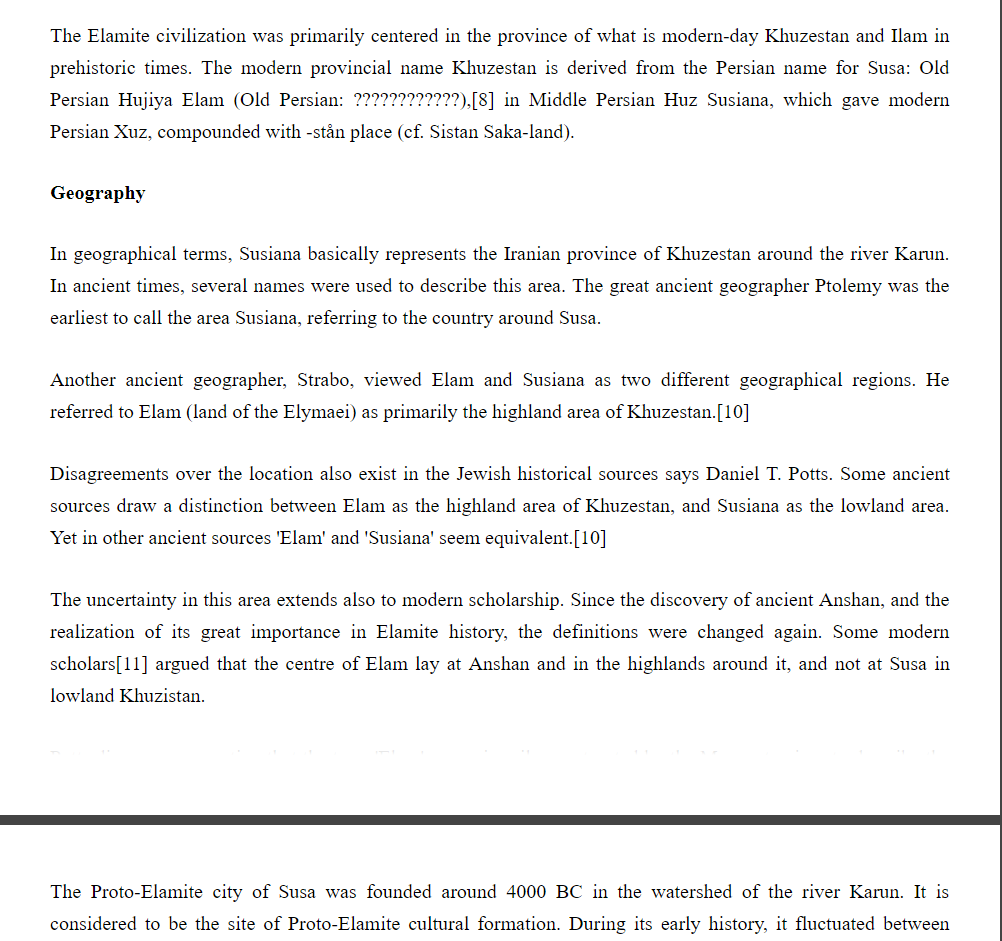 The Elamite civilization was primarily centered in the province of what is modern-day Khuzestan and Ilam in
prehistoric times. The modern provincial name Khuzestan is derived from the Persian name for Susa: Old
Persian Hujiya Elam (Old Persian: ????????????),[8] in Middle Persian Huz Susiana, which gave modern
Persian Xuz, compounded with -stån place (cf. Sistan Saka-land).
Geography
In geographical terms, Susiana basically represents the Iranian province of Khuzestan around the river Karun.
In ancient times, several names were used to describe this area. The great ancient geographer Ptolemy was the
earliest to call the area Susiana, referring to the country around Susa.
Another ancient geographer, Strabo, viewed Elam and Susiana as two different geographical regions. He
referred to Elam (land of the Elymaei) as primarily the highland area of Khuzestan.[10]
Disagreements over the location also exist in the Jewish historical sources says Daniel T. Potts. Some ancient
sources draw a distinction between Elam as the highland area of Khuzestan, and Susiana as the lowland area.
Yet in other ancient sources 'Elam' and 'Susiana' seem equivalent.[10]
The uncertainty in this area extends also to modern scholarship. Since the discovery of ancient Anshan, and the
realization of its great importance in Elamite history, the definitions were changed again. Some modern
scholars[11] argued that the centre of Elam lay at Anshan and in the highlands around it, and not at Susa in
lowland Khuzistan.
The Proto-Elamite city of Susa was founded around 4000 BC in the watershed of the river Karun. It is
considered to be the site of Proto-Elamite cultural formation. During its early history, it fluctuated between